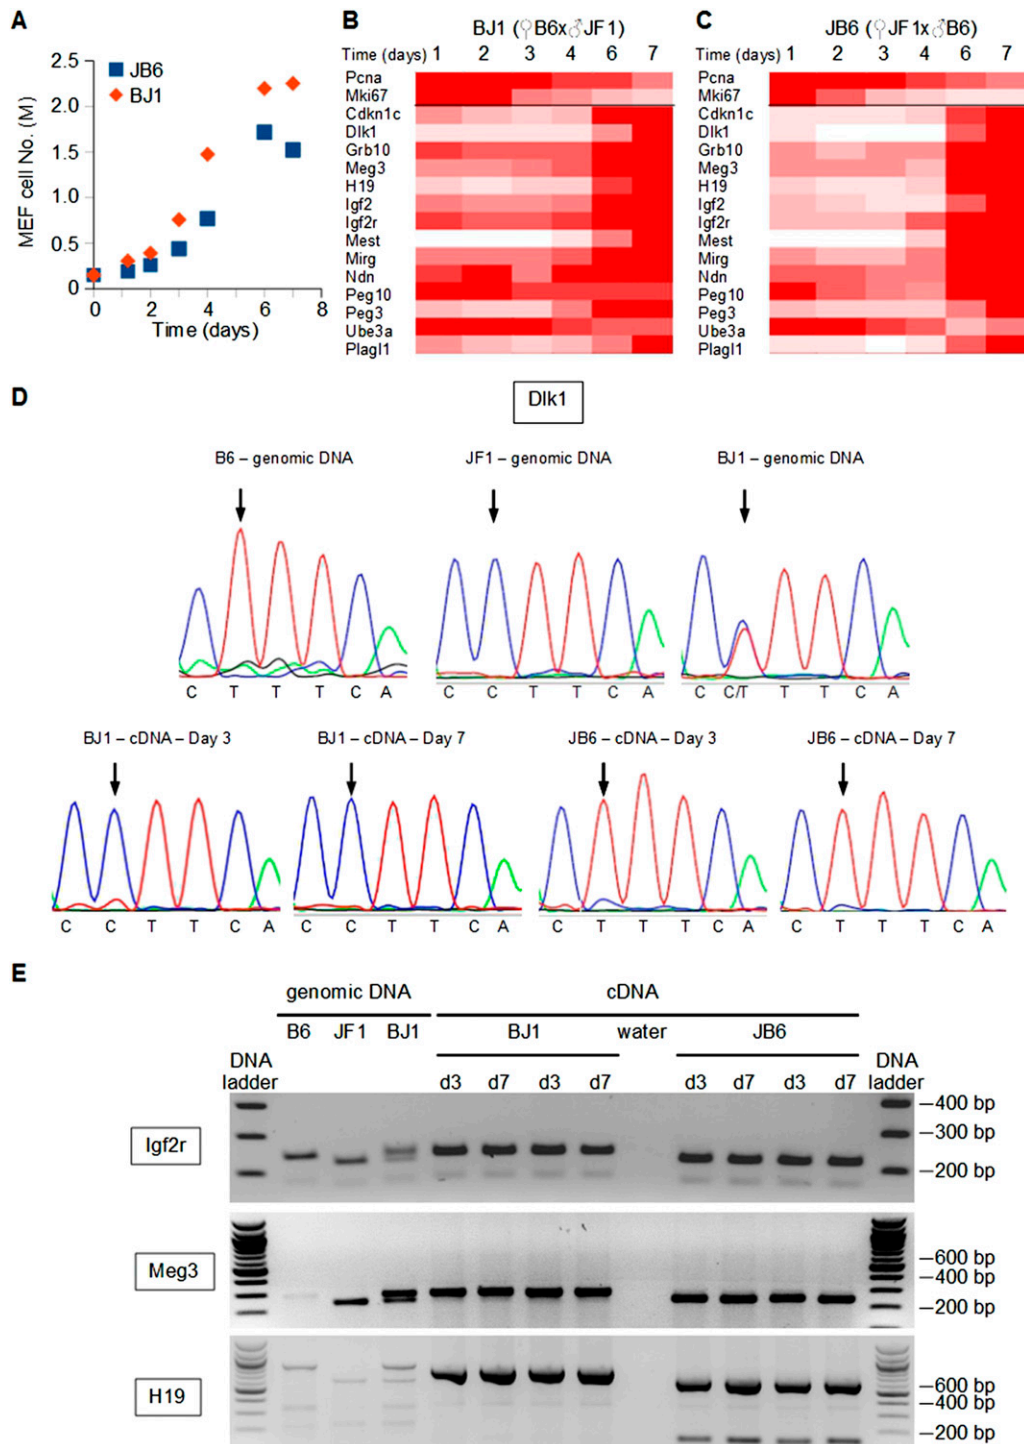 A
2.5
2.0
1.5
1.0
0.5
0
MEF cell No. (M)
JB6
BJ1
0 2 4 6 8
Time (days)
B
BJ1 (♀B6x♂JF1)
Time (days) 1 2 3 4 6 7
Pcna
Mki67
Cdkn1c
Dlk1
Grb10
Meg3
H19
Igf2
Igf2r
Mest
Mirg
Ndn
Peg10
Peg3
Ube3a
Plagl1
C
JB6 (♀JF1x♂B6)
Time (days) 1 2 3 4 6 7
Pcna
Mki67
Cdkn1c
Dlk1
Grb10
Meg3
H19
Igf2
Igf2r
Mest
Mirg
Ndn
Peg10
Peg3
Ube3a
Plagl1
D
Dlk1
B6 – genomic DNA
JF1 – genomic DNA
BJ1 – genomic DNA
C T T T C A
C C T T C A
C C/T T T C A
BJ1 – cDNA – Day 3
BJ1 – cDNA – Day 7
JB6 – cDNA – Day 3
JB6 – cDNA – Day 7
C C T T C A
C C T T C A
C T T T C A
C T T T C A
E
genomic DNA
cDNA
B6 JF1 BJ1
BJ1
water
JB6
DNA
ladder
d3 d7 d3 d7
d3 d7 d3 d7
DNA
ladder
Igf2r
–400 bp
–300 bp
–200 bp
Meg3
–600 bp
–400 bp
–200 bp
H19
–600 bp
–400 bp
–200 bp